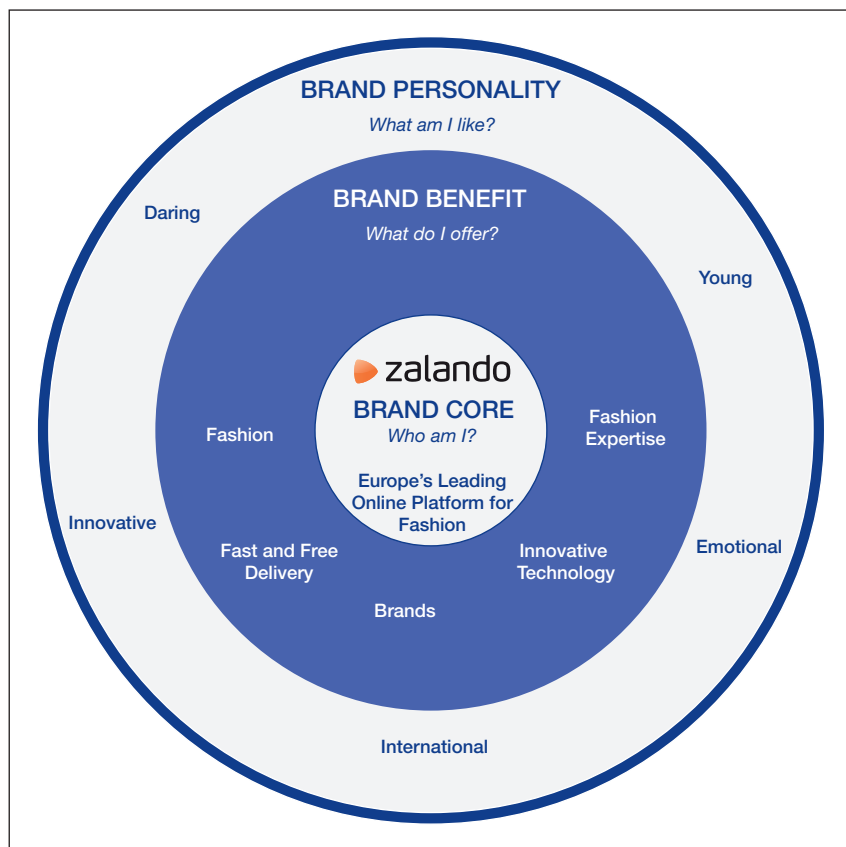 BRAND PERSONALITY
What am I like?
Daring
Young
Innovative
Emotional
International
BRAND BENEFIT
What do I offer?
Fashion
Fashion
Expertise
Fast and Free
Delivery
Innovative
Technology
Brands
zalando
BRAND CORE
Who am I?
Europe's Leading
Online Platform for
Fashion